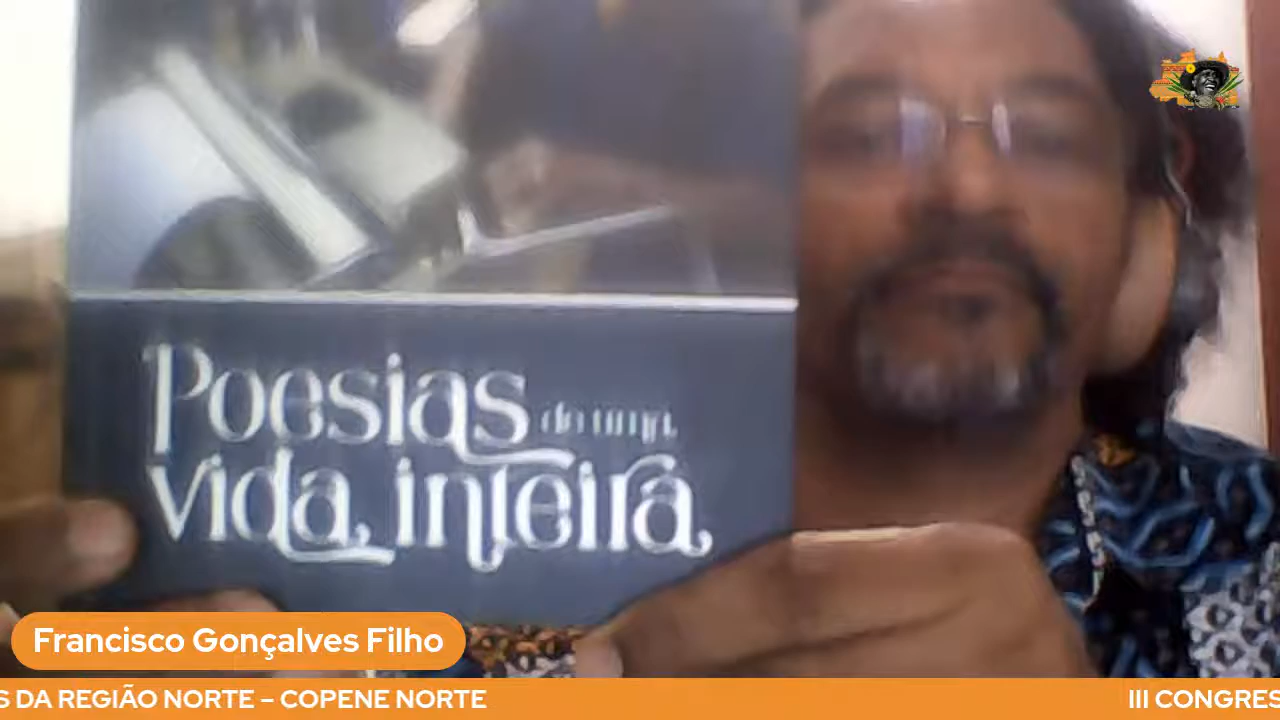 Poesias de uma
vida inteira
Francisco Gonçalves Filho
S DA REGIÃO NORTE – COPENE NORTE
III CONGRES